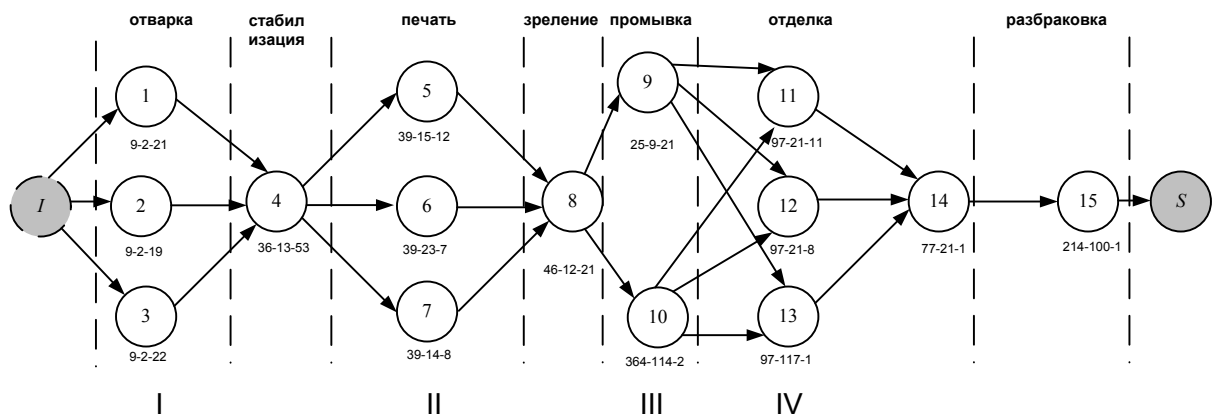 отварка
стабил
изация
печать
зреление
промывка
отделка
разбраковка
1
9-2-21
I
2
9-2-19
3
9-2-22
4
36-13-53
5
39-15-12
6
39-23-7
7
39-14-8
8
46-12-21
9
25-9-21
10
364-114-2
11
97-21-11
12
97-21-8
13
97-117-1
14
77-21-1
15
214-100-1
S
I
II
III
IV